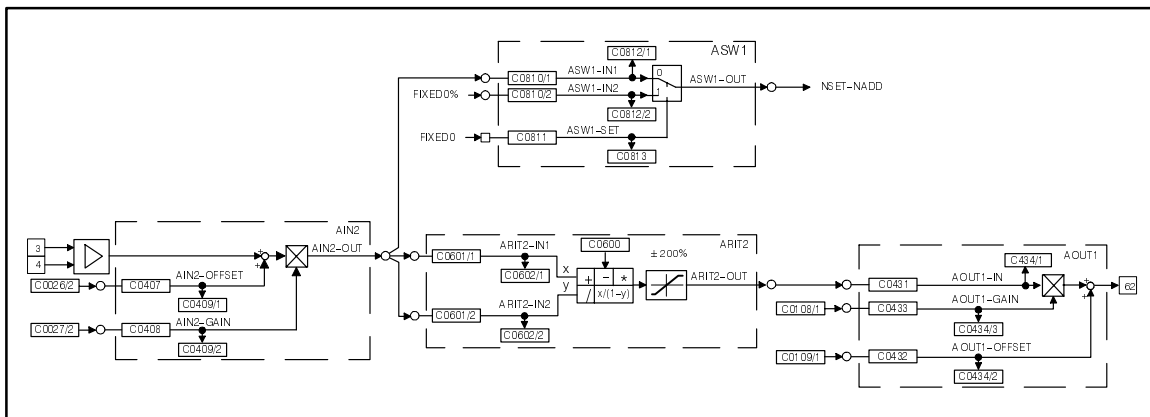 ASW1
C0812/1
C0810/1
ASW1-IN1
0
ASW1-OUT
NSET-NADD
FIXED0%
C0810/2
ASW1-IN2
1
C0812/2
FIXED0
C0811
ASW1-SET
C0813
AIN2
3
4
AIN2-OUT
+
+
C0026/2
C0407
AIN2-OFFSET
C0409/1
C0027/2
C0408
AIN2-GAIN
C0409/2
ARIT2
C0600
±200%
C0601/1
ARIT2-IN1
C0602/1
x
y
+ - *
/ x/(1-y)
ARIT2-OUT
C0601/2
ARIT2-IN2
C0602/2
AOUT1
C434/1
C0431
AOUT1-IN
+
+
62
C0108/1
C0433
AOUT1-GAIN
C0434/3
C0109/1
C0432
AOUT1-OFFSET
C0434/2